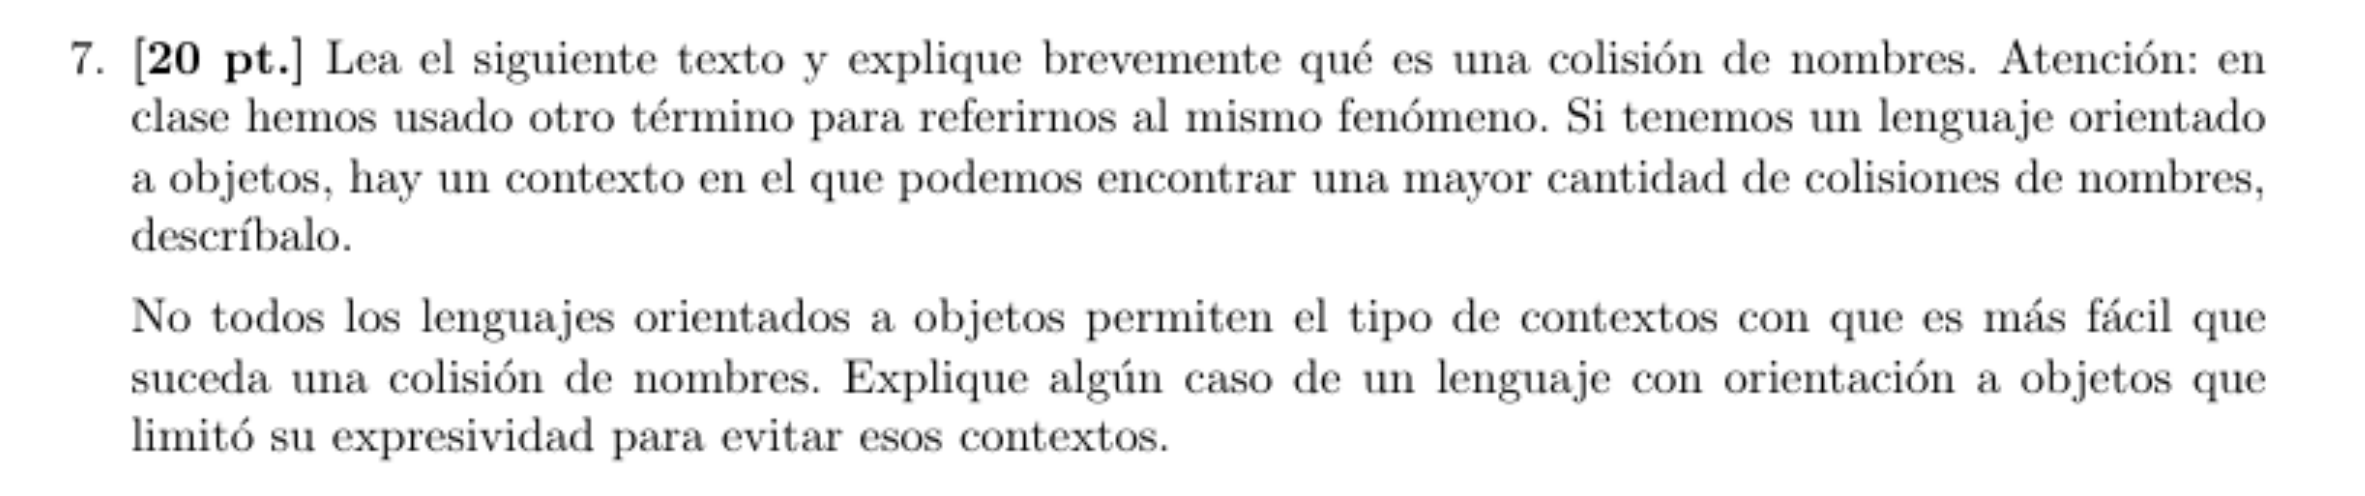 7. [20 pt.] Lea el siguiente texto y explique brevemente qué es una colisión de nombres. Atención: en
clase hemos usado otro término para referirnos al mismo fenómeno. Si tenemos un lenguaje orientado
a objetos, hay un contexto en el que podemos encontrar una mayor cantidad de colisiones de nombres,
descríbalo.
No todos los lenguajes orientados a objetos permiten el tipo de contextos con que es más fácil que
suceda una colisión de nombres. Explique algún caso de un lenguaje con orientación a objetos que
limitó su expresividad para evitar esos contextos.